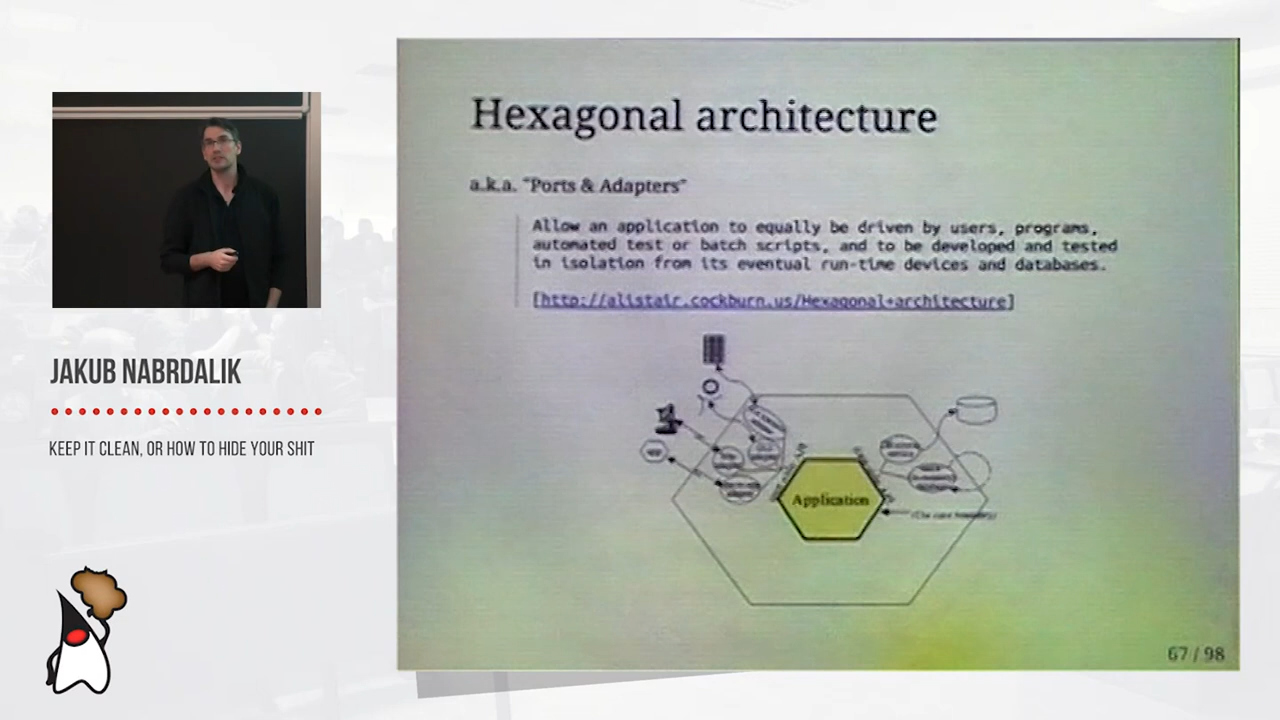 Hexagonal architecture
a.k.a. "Ports & Adapters"
Allow an application to equally be driven by users, programs,
automated test or batch scripts, and to be developed and tested
in isolation from its eventual run-time devices and databases.
[http://alistair.cockburn.us/Hexagonal+architecture]
Application
67 / 98
JAKUB NABRDALIK
KEEP IT CLEAN, OR HOW TO HIDE YOUR SHIT